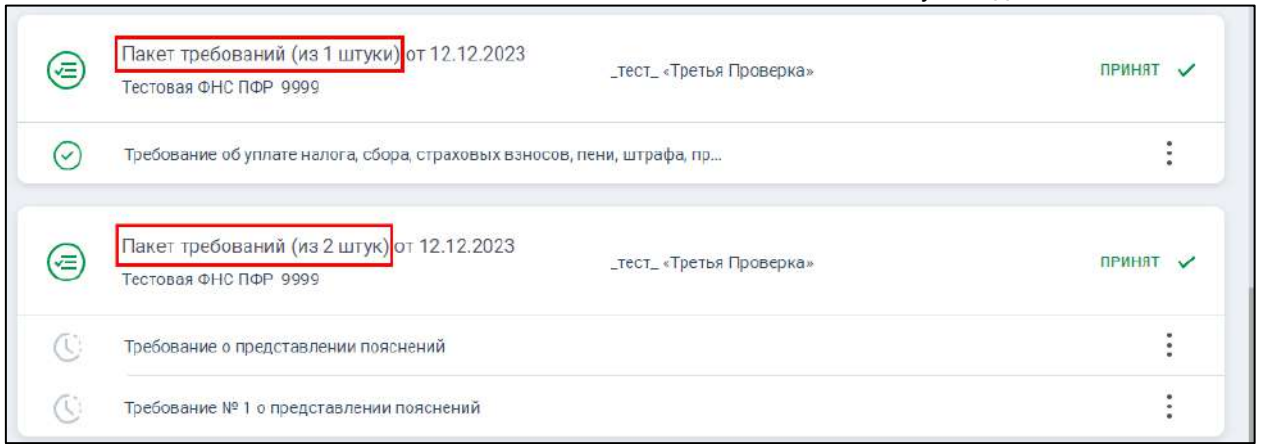 Пакет требований (из 1 штуки) от 12.12.2023
Тестовая ФНС ПФР 9999
_тест_ «Третья Проверка»
ПРИНЯТ
Требование об уплате налога, сбора, страховых взносов, пени, штрафа, пр...
Пакет требований (из 2 штук) от 12.12.2023
Тестовая ФНС ПФР 9999
_тест_ «Третья Проверка»
ПРИНЯТ
Требование о представлении пояснений
Требование № 1 о представлении пояснений